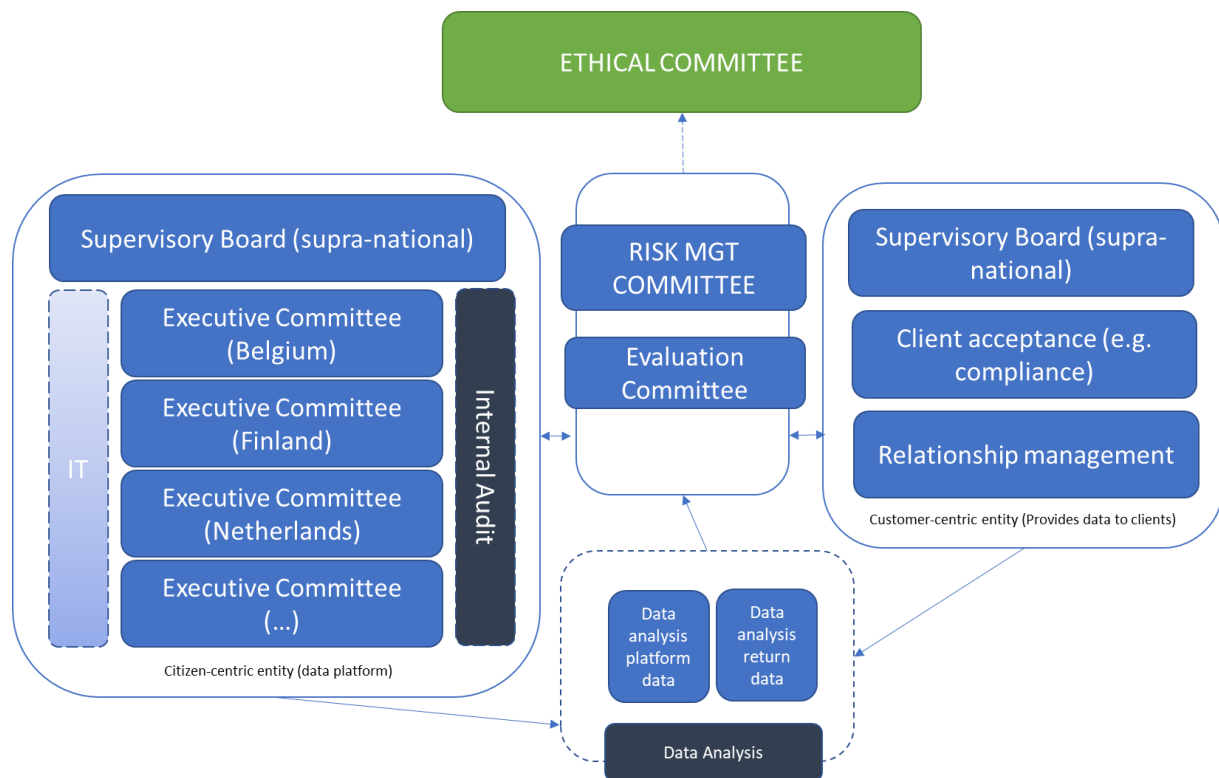 ETHICAL COMMITTEE
Supervisory Board (supra-national)
IT
Executive Committee
(Belgium)
Executive Committee
(Finland)
Executive Committee
(Netherlands)
Executive Committee
(...)
Internal Audit
Citizen-centric entity (data platform)
RISK MGT
COMMITTEE
Evaluation
Committee
Supervisory Board (supra-
national)
Client acceptance (e.g.
compliance)
Relationship management
Customer-centric entity (Provides data to clients)
Data
analysis
platform
data
Data
analysis
return
data
Data Analysis